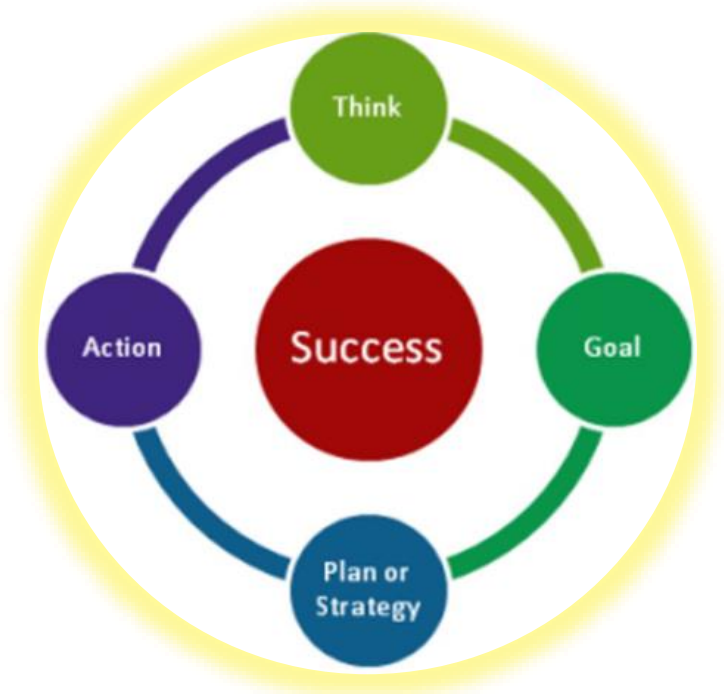 Think
Action
Success
Goal
Plan or
Strategy